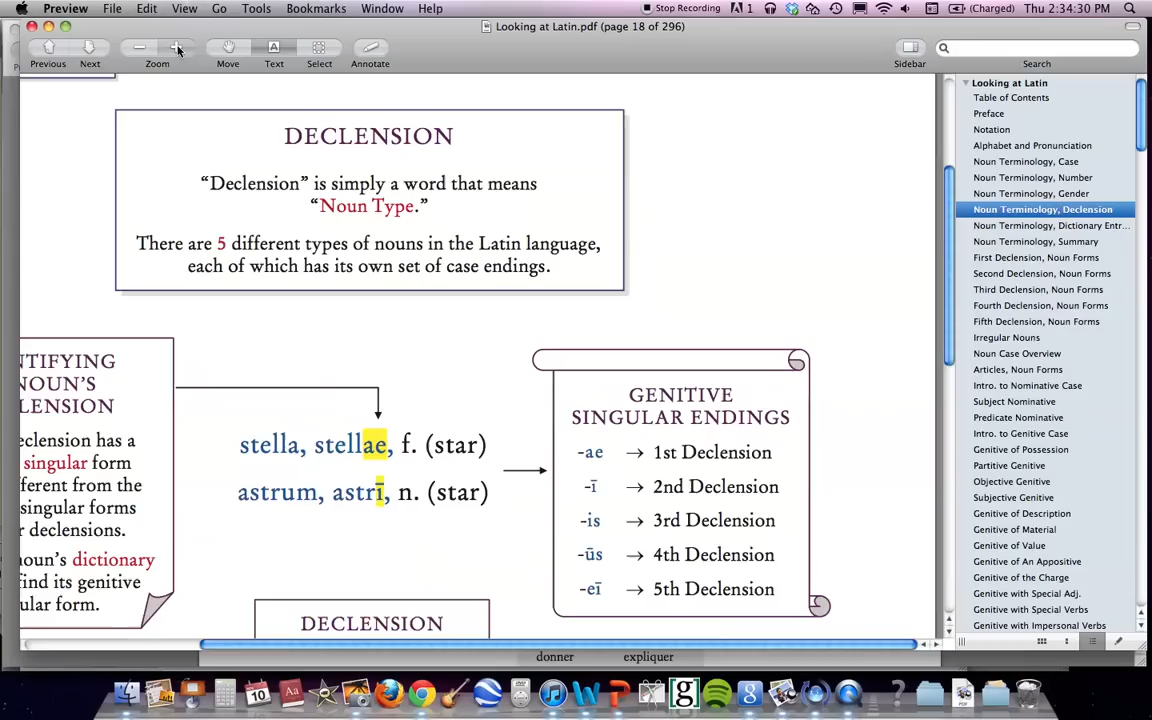 Preview File Edit View Go Tools Bookmarks Window Help
Stop Recording 1 (Charged) Thu 2:34:30 PM
Looking at Latin.pdf (page 18 of 296)
Previous Next Zoom Move Text Select Annotate Sidebar Search
DECLENSION
“Declension” is simply a word that means
“Noun Type.”
There are 5 different types of nouns in the Latin language,
each of which has its own set of case endings.
NTIFYING
NOUN’S
LENSION
eclension has a
singular form
ferent from the
singular forms
r declensions.
noun’s dictionary
find its genitive
ular form.
stella, stellae, f. (star)
astrum, astrī, n. (star)
GENITIVE
SINGULAR ENDINGS
-ae → 1st Declension
-ī → 2nd Declension
-is → 3rd Declension
-ūs → 4th Declension
-eī → 5th Declension
DECLENSION
Looking at Latin
Table of Contents
Preface
Notation
Alphabet and Pronunciation
Noun Terminology, Case
Noun Terminology, Number
Noun Terminology, Gender
Noun Terminology, Declension
Noun Terminology, Dictionary Entr...
Noun Terminology, Summary
First Declension, Noun Forms
Second Declension, Noun Forms
Third Declension, Noun Forms
Fourth Declension, Noun Forms
Fifth Declension, Noun Forms
Irregular Nouns
Noun Case Overview
Articles, Noun Forms
Intro. to Nominative Case
Subject Nominative
Predicate Nominative
Intro. to Genitive Case
Genitive of Possession
Partitive Genitive
Objective Genitive
Subjective Genitive
Genitive of Description
Genitive of Material
Genitive of Value
Genitive of An Appositive
Genitive of the Charge
Genitive with Special Adj.
Genitive with Special Verbs
Genitive with Impersonal Verbs
donner expliquer